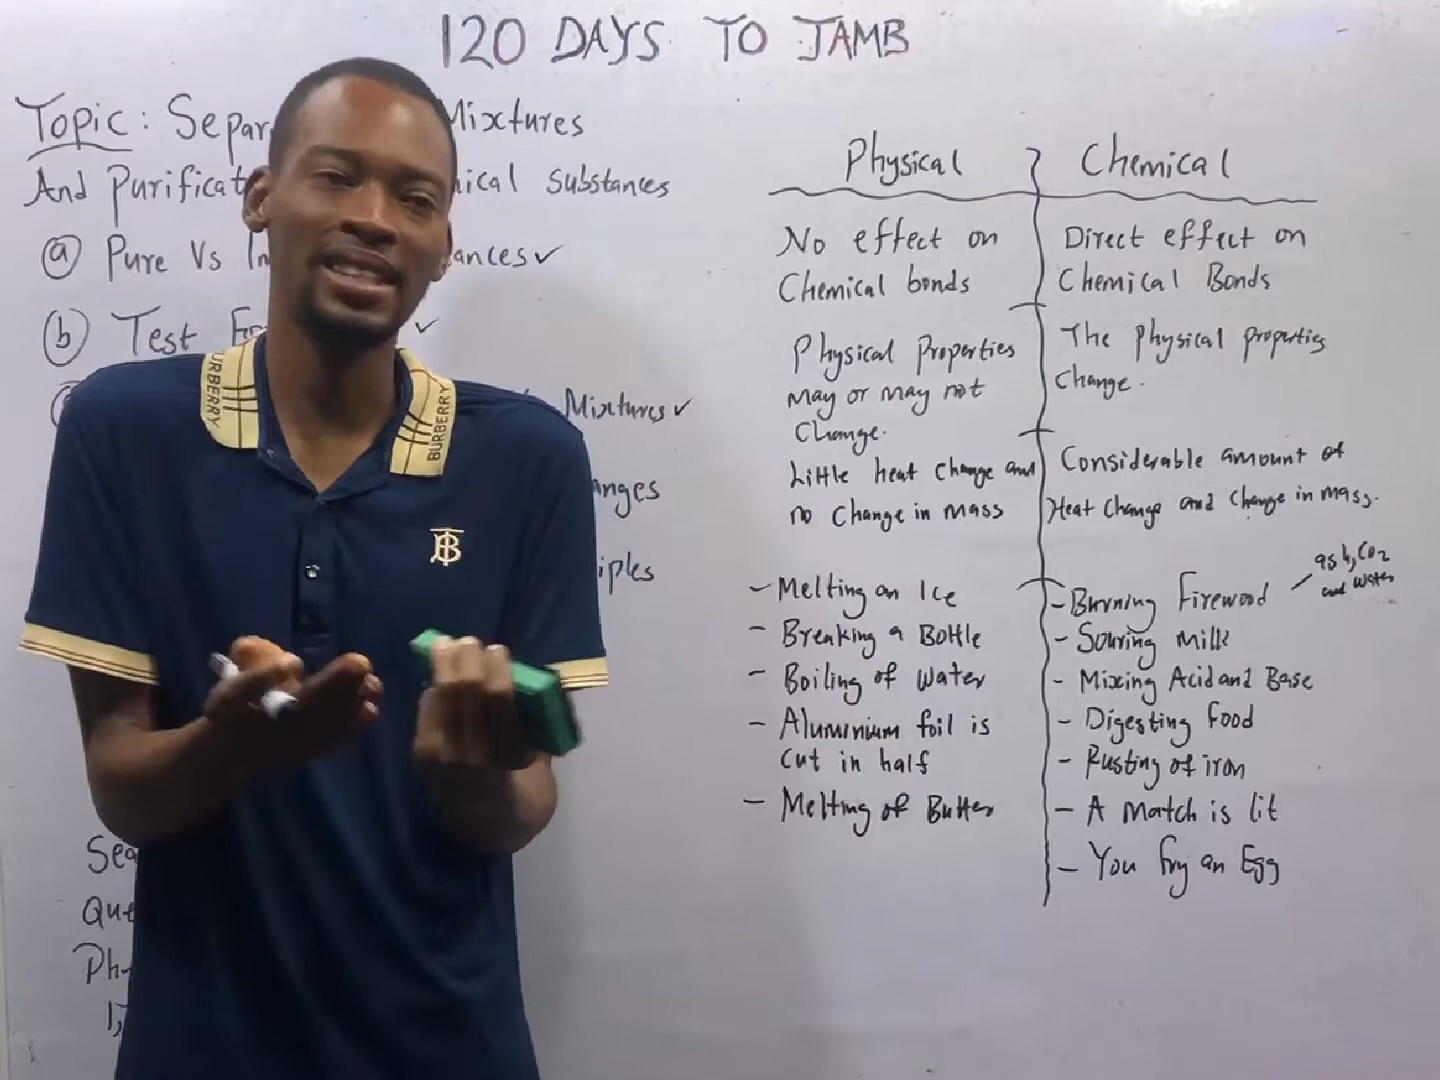 120 DAYS TO JAMB
Topic: Separ Mixtures
And Purificat ical substances
(a) Pure Vs In ances ✓
(b) Test Fo ✓
Mixtures ✓
anges
iples
Sea
Que
Ph
Physical
No effect on
Chemical bonds
Physical Properties
may or may not
Change.
Little heat change and
no change in mass
- Melting an Ice
- Breaking a Bottle
- Boiling of Water
- Aluminium foil is
cut in half
- Melting of Butter
Chemical
Direct effect on
Chemical Bonds
The physical properties
change.
Considerable amount of
Heat change and change in mass.
- Burning Firewood
ash, CO2
and water
- Souring Milk
- Mixing Acid and Base
- Digesting Food
- Rusting of iron
- A Match is lit
- You Fry an Egg
URBERRY
BURBERRY